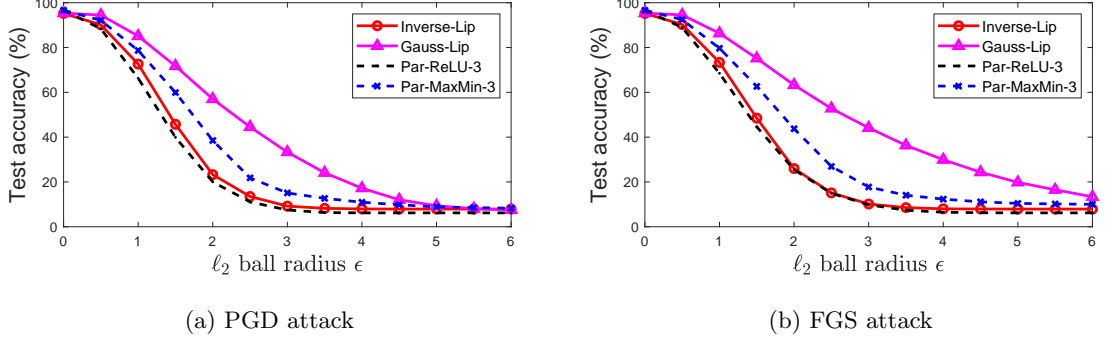 100
80
60
40
20
0
Test accuracy (%)
0 1 2 3 4 5 6
ℓ₂ ball radius ϵ
Inverse-Lip
Gauss-Lip
Par-ReLU-3
Par-MaxMin-3
(a) PGD attack
100
80
60
40
20
0
Test accuracy (%)
0 1 2 3 4 5 6
ℓ₂ ball radius ϵ
Inverse-Lip
Gauss-Lip
Par-ReLU-3
Par-MaxMin-3
(b) FGS attack